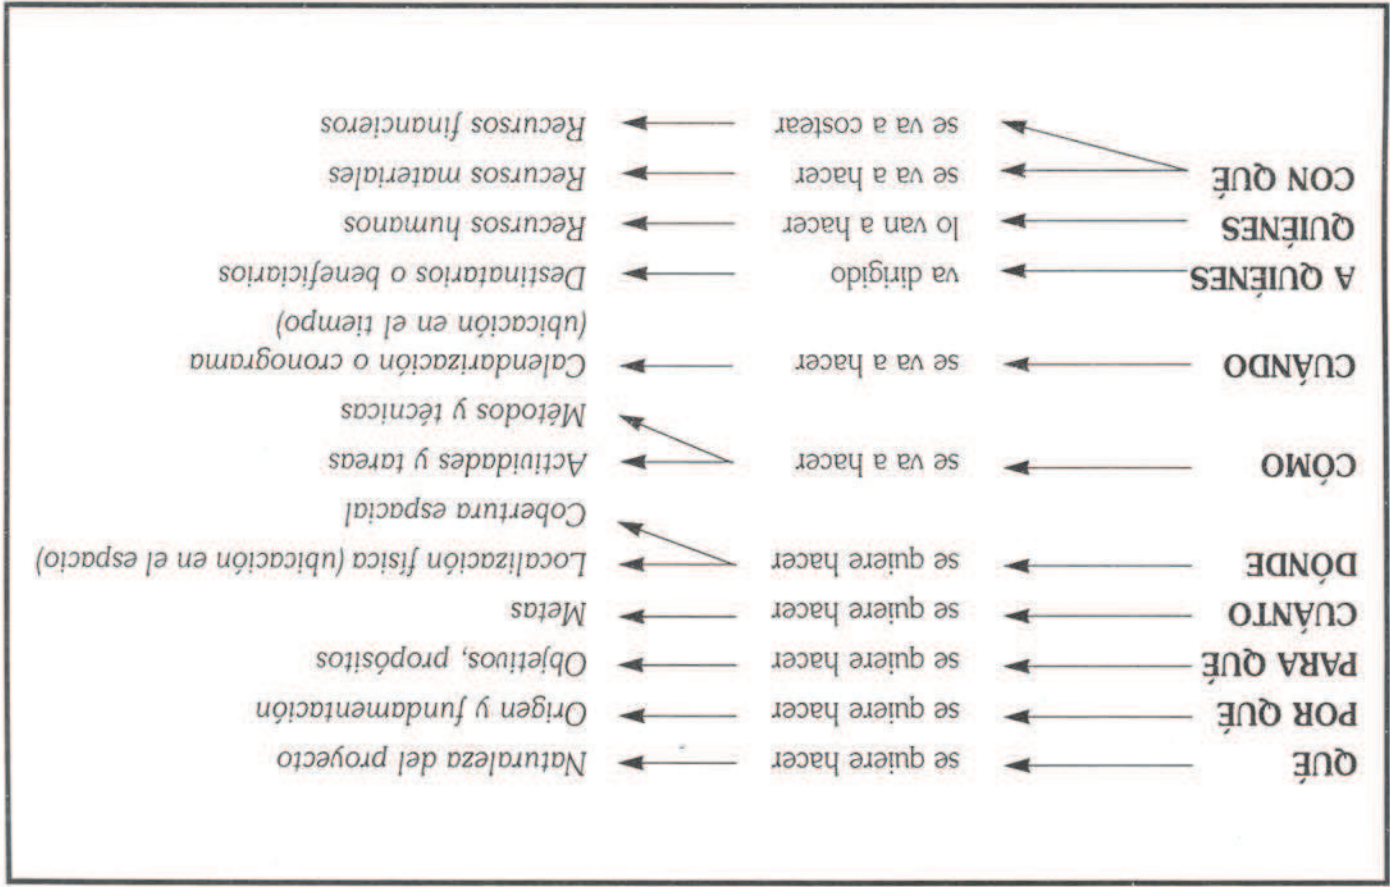 QUÉ se quiere hacer Naturaleza del proyecto
POR QUÉ se quiere hacer Origen y fundamentación
PARA QUÉ se quiere hacer Objetivos, propósitos
CUÁNTO se quiere hacer Metas
DÓNDE se quiere hacer Localización física (ubicación en el espacio)
Cobertura espacial
CÓMO se va a hacer Actividades y tareas
Métodos y técnicas
CUÁNDO se va a hacer Calendarización o cronograma
(ubicación en el tiempo)
A QUIÉNES va dirigido Destinatarios o beneficiarios
QUIÉNES lo van a hacer Recursos humanos
CON QUÉ se va a hacer Recursos materiales
se va a costear Recursos financieros